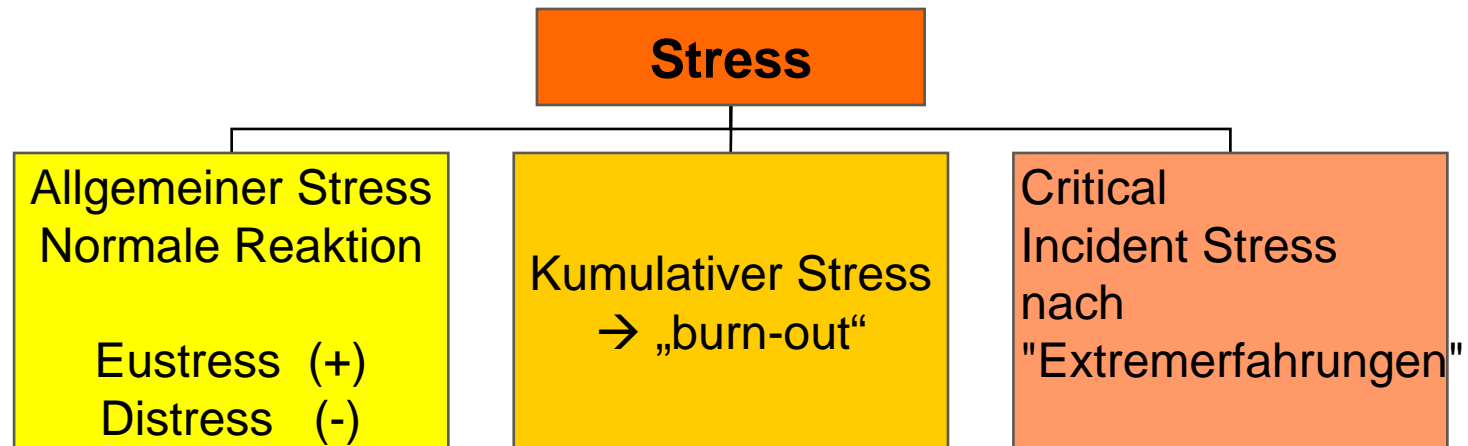 Stress
Allgemeiner Stress
Normale Reaktion
Eustress (+)
Distress (-)
Kumulativer Stress
→ „burn-out“
Critical
Incident Stress
nach
"Extremerfahrungen"